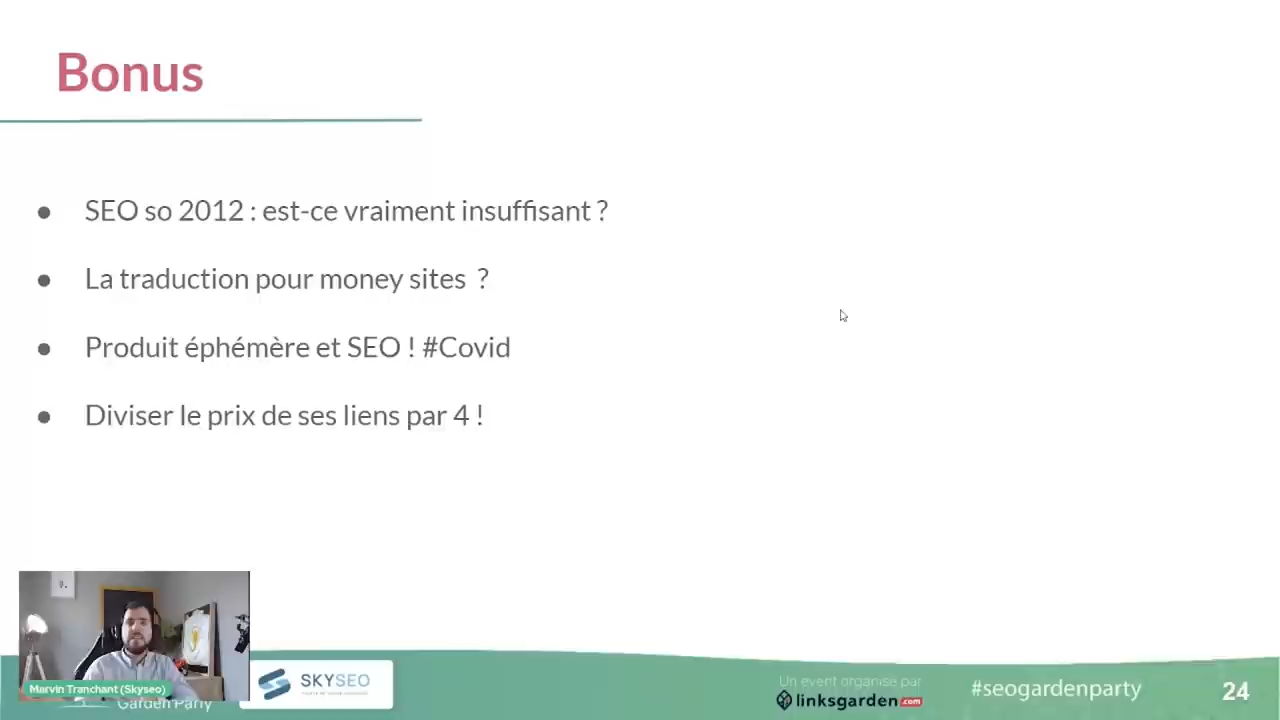 Bonus
● SEO so 2012 : est-ce vraiment insuffisant ?
● La traduction pour money sites ?
● Produit éphémère et SEO ! #Covid
● Diviser le prix de ses liens par 4 !
Marvin Tranchant (Skyseo)
Garden Party
SKYSEO
Un event organisé par
linksgarden.com
#seogardenparty
24